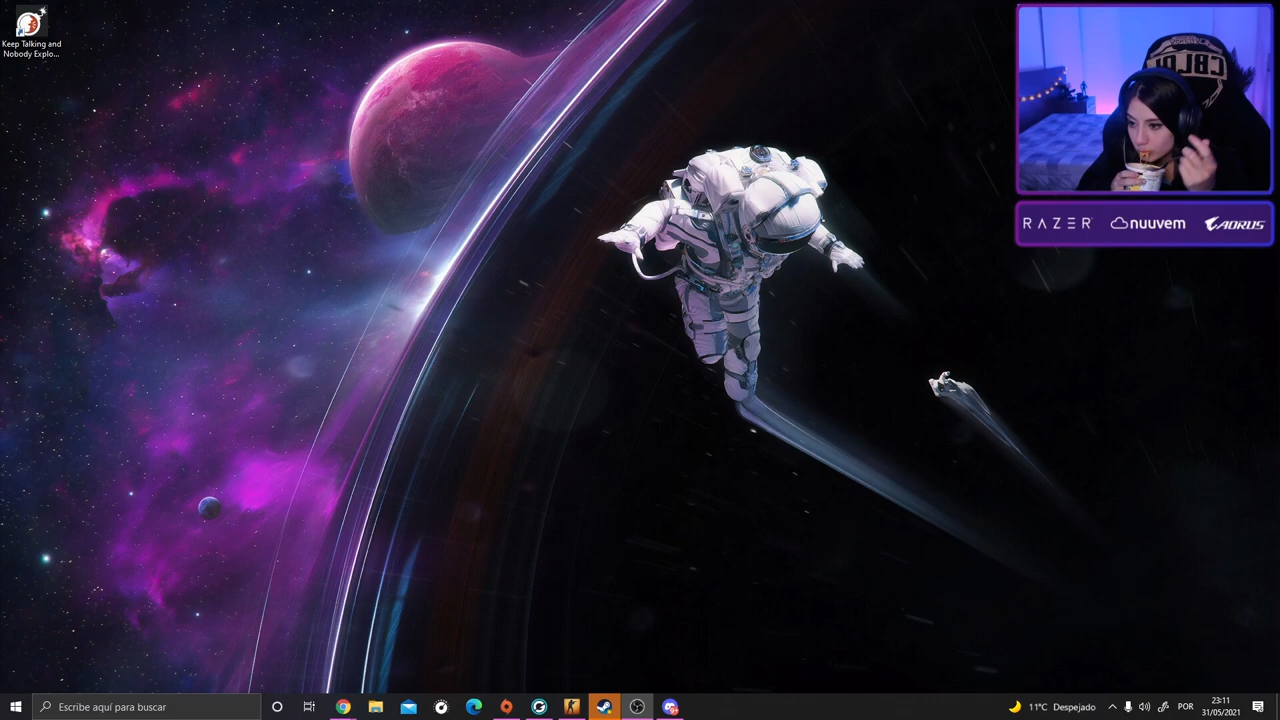 Keep Talking and
Nobody Explo...
CBLOL
RAZER nuuvem AORUS
Escribe aquí para buscar
11°C Despejado
POR
23:11
31/05/2021